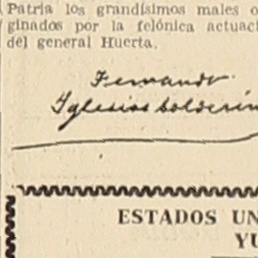 Patria los grandísimos males o
ginados por la felónica actuaci
del general Huerta.
Fernando
Iglesias Calderón
ESTADOS UN
YU